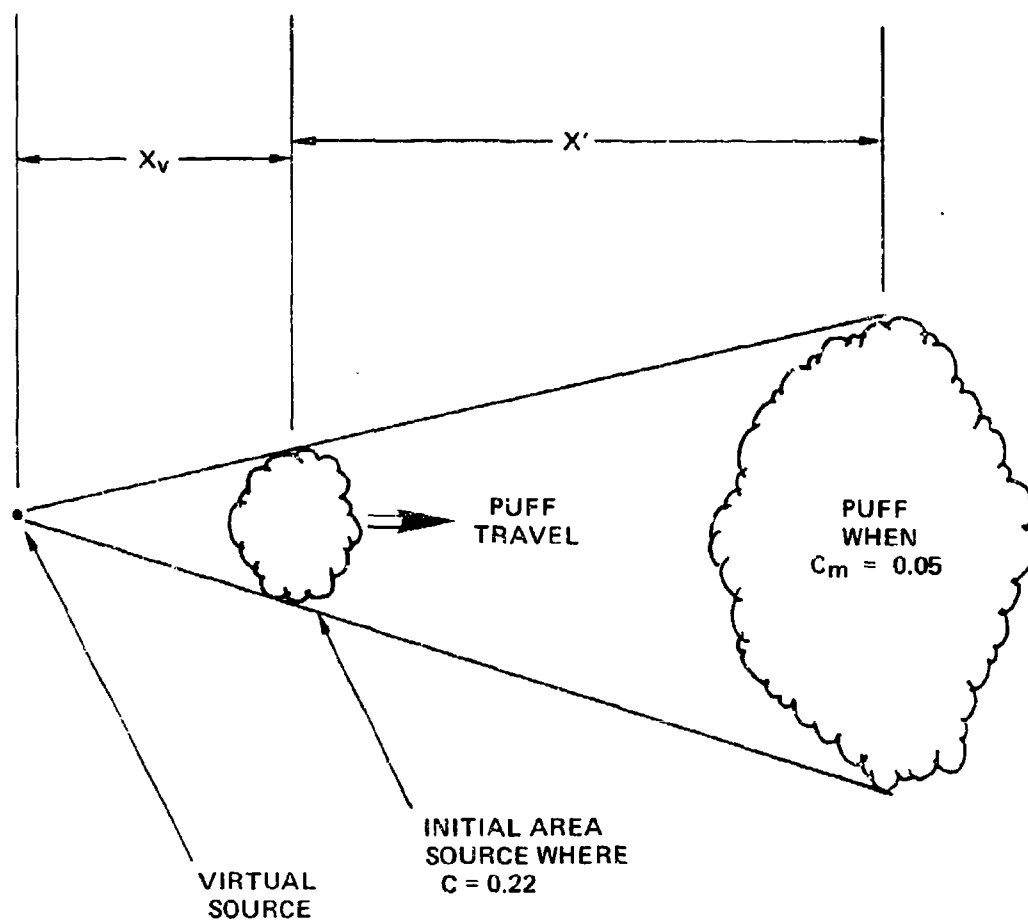 Xv
X′
PUFF
TRAVEL
PUFF
WHEN
Cm = 0.05
INITIAL AREA
SOURCE WHERE
C = 0.22
VIRTUAL
SOURCE